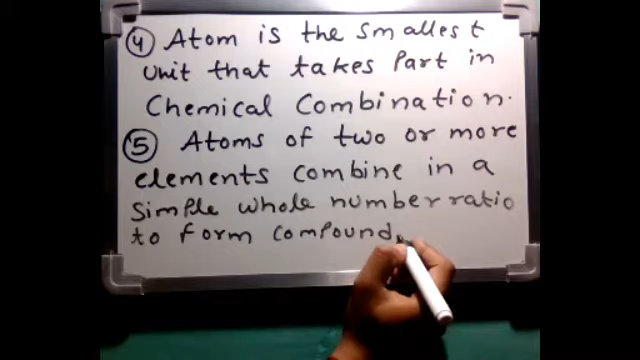 ④ Atom is the smallest
unit that takes Part in
Chemical Combination.
⑤ Atoms of two or more
elements combine in a
simple whole number ratio
to form compound.